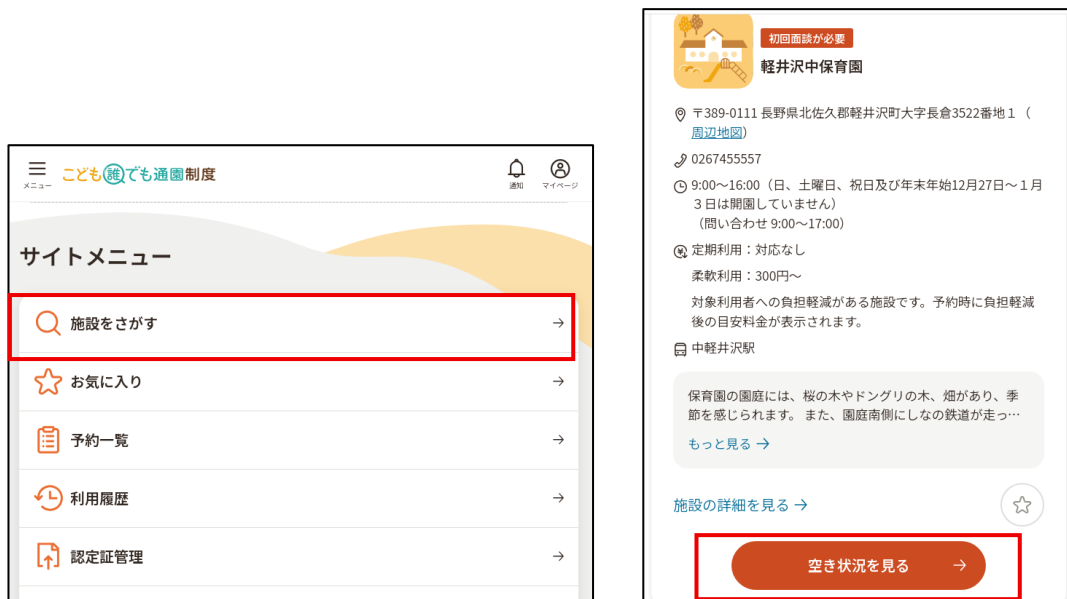 メニュー
こども誰でも通園制度
通知
マイページ
サイトメニュー
施設をさがす
お気に入り
予約一覧
利用履歴
認定証管理
初回面談が必要
軽井沢中保育園
〒389-0111 長野県北佐久郡軽井沢町大字長倉3522番地１（
周辺地図）
0267455557
9:00～16:00（日、土曜日、祝日及び年末年始12月27日～１月
３日は開園していません）
（問い合わせ 9:00～17:00）
定期利用：対応なし
柔軟利用：300円～
対象利用者への負担軽減がある施設です。予約時に負担軽減
後の目安料金が表示されます。
中軽井沢駅
保育園の園庭には、桜の木やドングリの木、畑があり、季
節を感じられます。 また、園庭南側にしなの鉄道が走っ…
もっと見る →
施設の詳細を見る →
空き状況を見る →